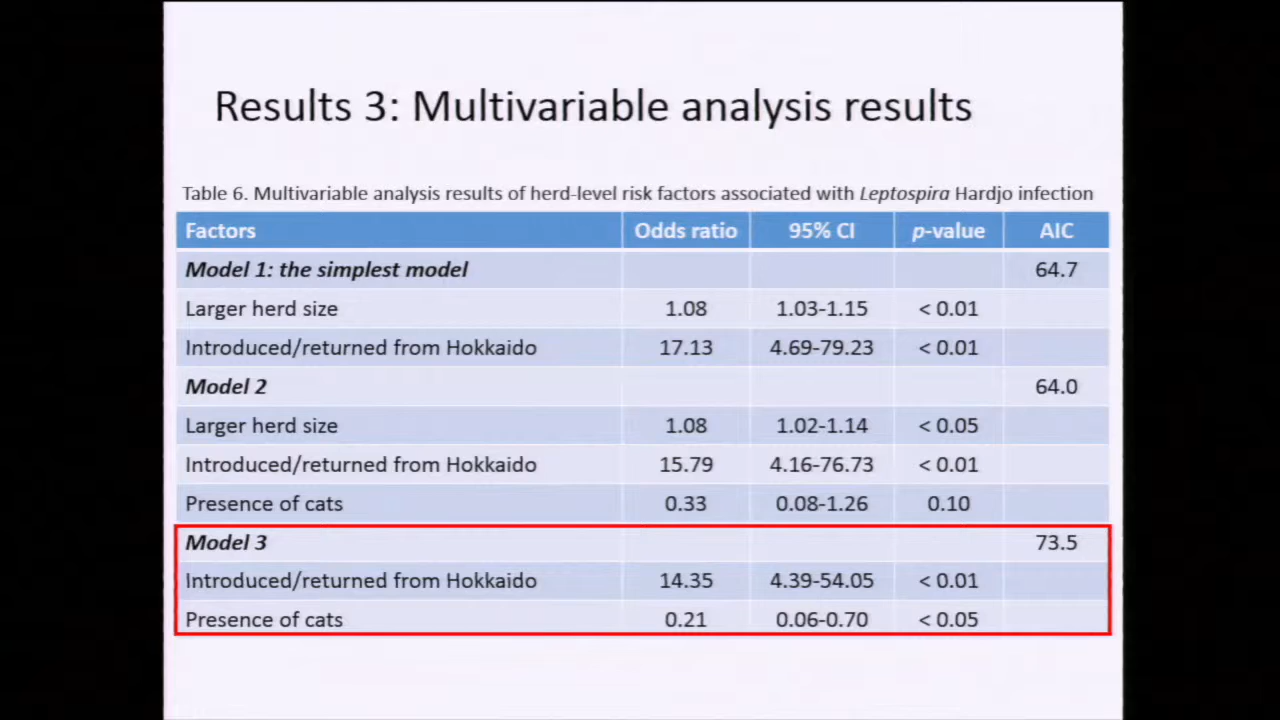 Results 3: Multivariable analysis results
Table 6. Multivariable analysis results of herd-level risk factors associated with Leptospira Hardjo infection
Factors Odds ratio 95% CI p-value AIC
Model 1: the simplest model 64.7
Larger herd size 1.08 1.03-1.15 < 0.01
Introduced/returned from Hokkaido 17.13 4.69-79.23 < 0.01
Model 2 64.0
Larger herd size 1.08 1.02-1.14 < 0.05
Introduced/returned from Hokkaido 15.79 4.16-76.73 < 0.01
Presence of cats 0.33 0.08-1.26 0.10
Model 3 73.5
Introduced/returned from Hokkaido 14.35 4.39-54.05 < 0.01
Presence of cats 0.21 0.06-0.70 < 0.05